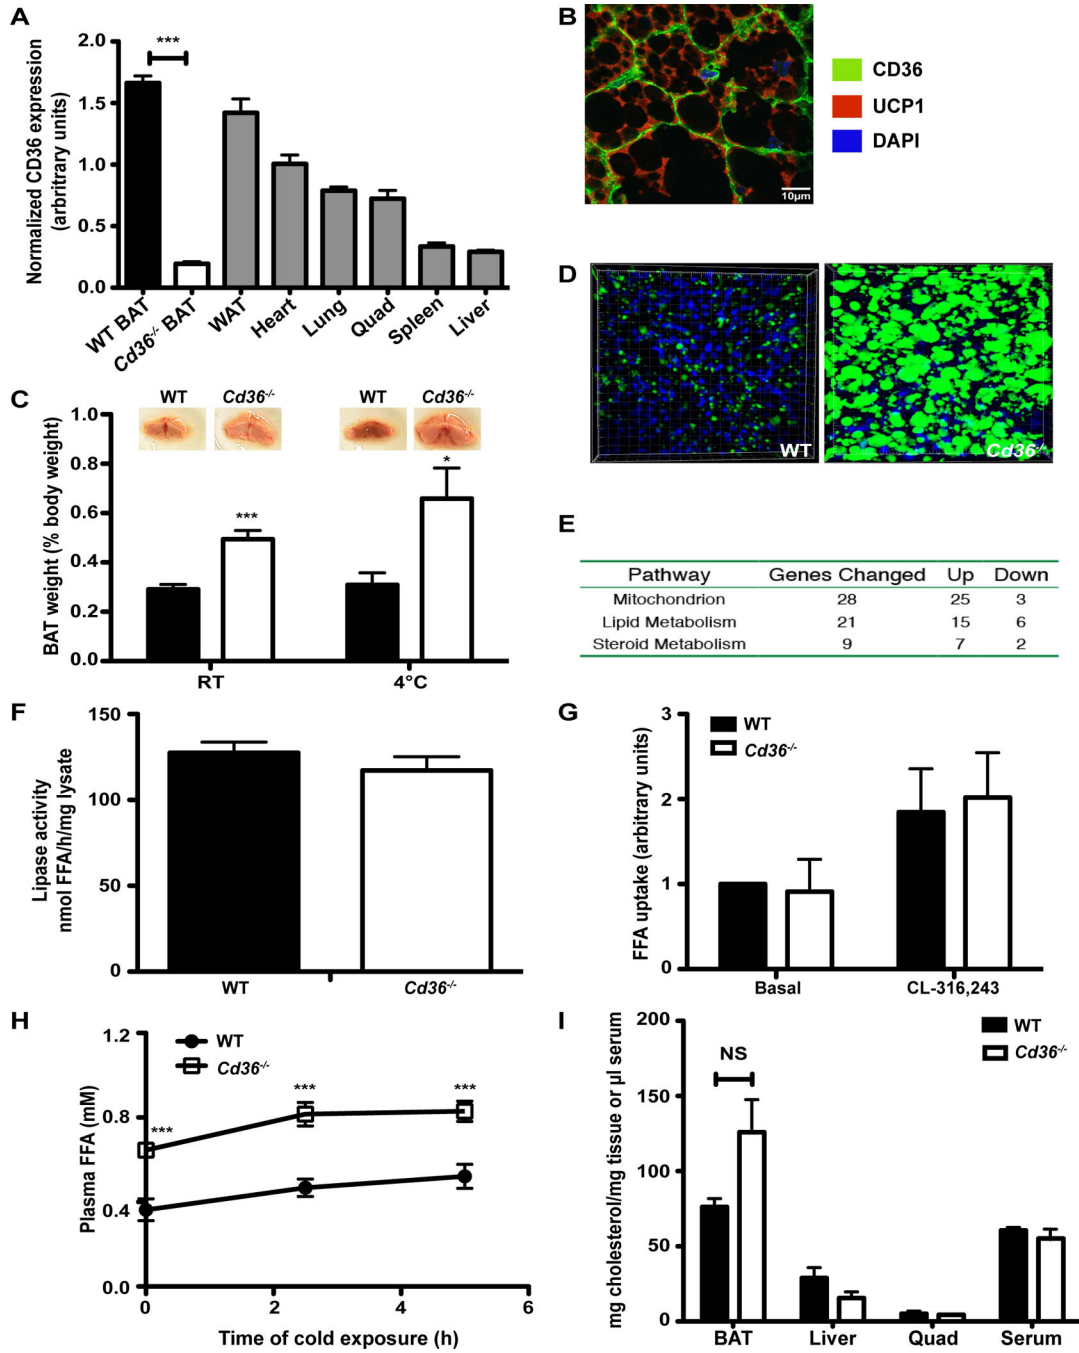 A
Normalized CD36 expression
(arbritrary units)
2.0
1.5
1.0
0.5
0.0
***
WT BAT
Cd36-/- BAT
WAT
Heart
Lung
Quad
Spleen
Liver
B
10µm
CD36
UCP1
DAPI
C
WT
Cd36-/-
WT
Cd36-/-
BAT weight (% body weight)
1.0
0.8
0.6
0.4
0.2
0.0
***
*
RT
4°C
D
WT
Cd36-/-
E
Pathway Genes Changed Up Down
Mitochondrion 28 25 3
Lipid Metabolism 21 15 6
Steroid Metabolism 9 7 2
F
Lipase activity
nmol FFA/h/mg lysate
150
100
50
0
WT
Cd36-/-
G
WT
Cd36-/-
FFA uptake (arbitrary units)
3
2
1
0
Basal
CL-316,243
H
WT
Cd36-/-
Plasma FFA (mM)
1.2
0.8
0.4
0.0
***
***
***
0
2
4
6
Time of cold exposure (h)
I
WT
Cd36-/-
mg cholesterol/mg tissue or µl serum
200
150
100
50
0
NS
BAT
Liver
Quad
Serum